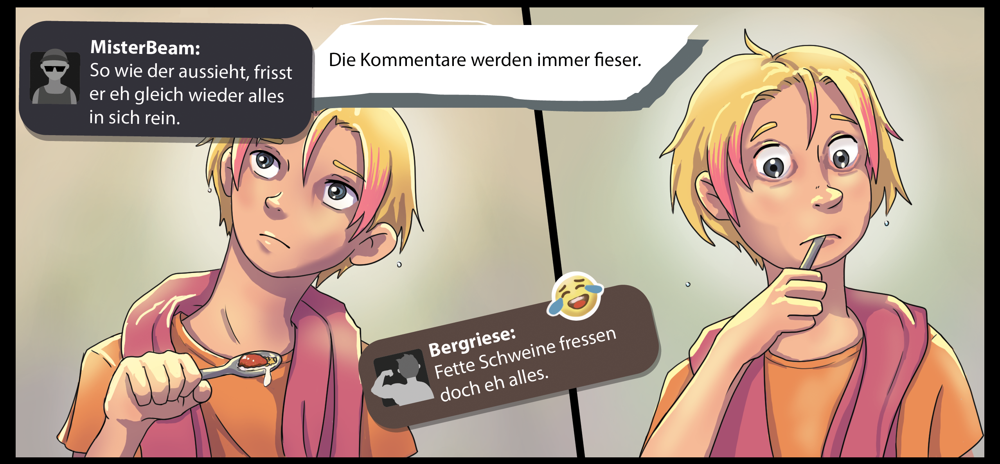 MisterBeam:
So wie der aussieht, frisst
er eh gleich wieder alles
in sich rein.
Die Kommentare werden immer fieser.
Bergriese:
Fette Schweine fressen
doch eh alles.